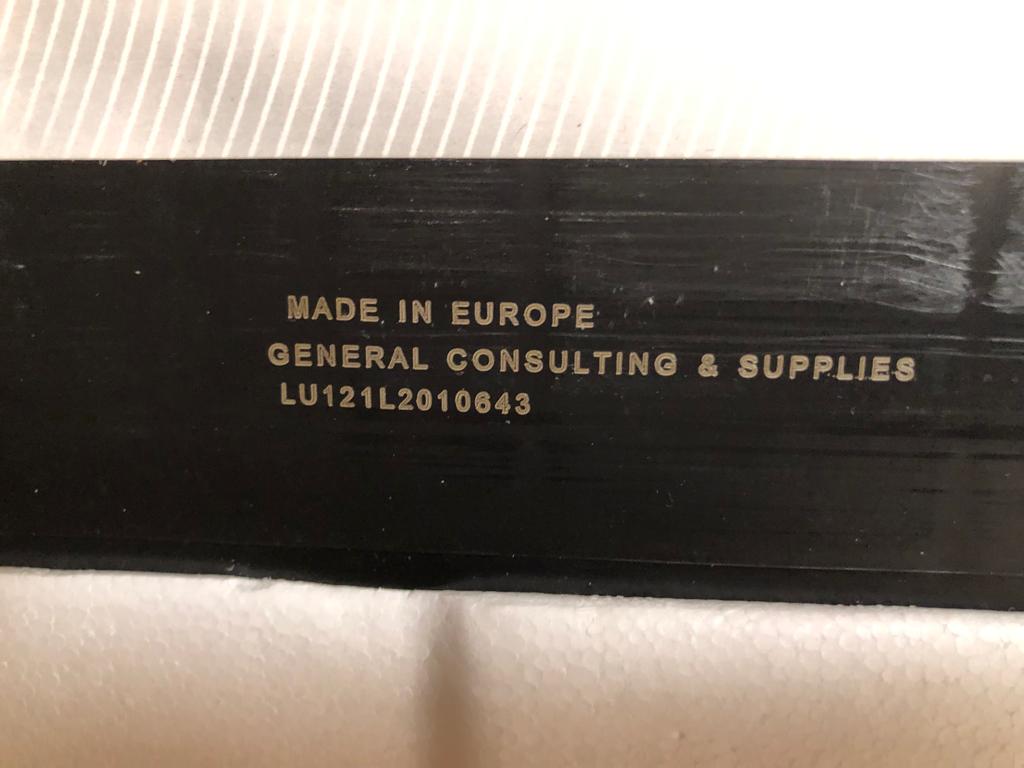 MADE IN EUROPE
GENERAL CONSULTING & SUPPLIES
LU121L2010643